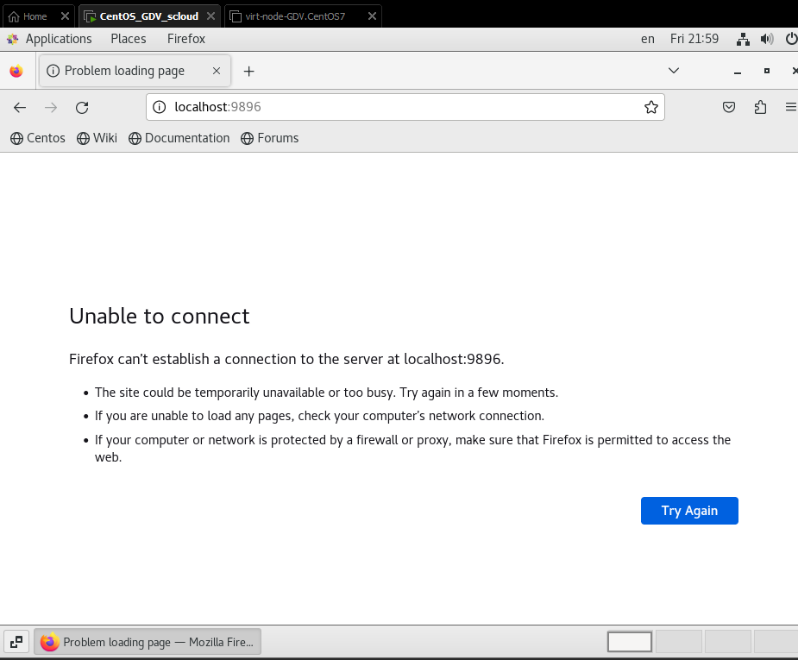 Home CentOS_GDV_scloud virt-node-GDV.CentOS7
Applications Places Firefox en Fri 21:59
Problem loading page
localhost:9896
Centos Wiki Documentation Forums
Unable to connect
Firefox can't establish a connection to the server at localhost:9896.
• The site could be temporarily unavailable or too busy. Try again in a few moments.
• If you are unable to load any pages, check your computer's network connection.
• If your computer or network is protected by a firewall or proxy, make sure that Firefox is permitted to access the
web.
Try Again
Problem loading page — Mozilla Fire...